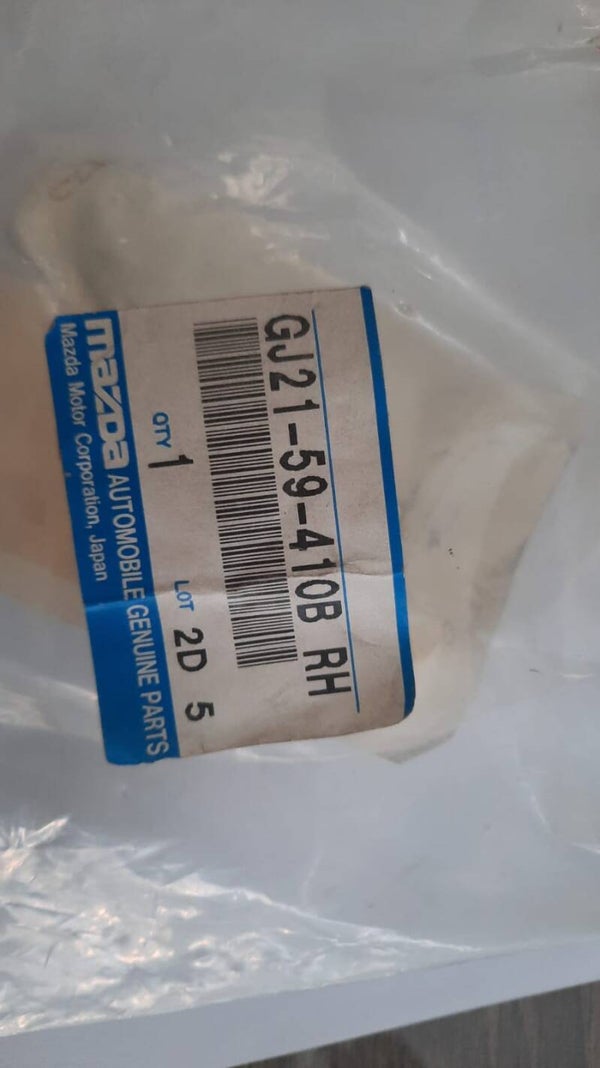 GJ21-59-410B RH
QTY 1 LOT 2D 5
mazda AUTOMOBILE GENUINE PARTS
Mazda Motor Corporation, Japan